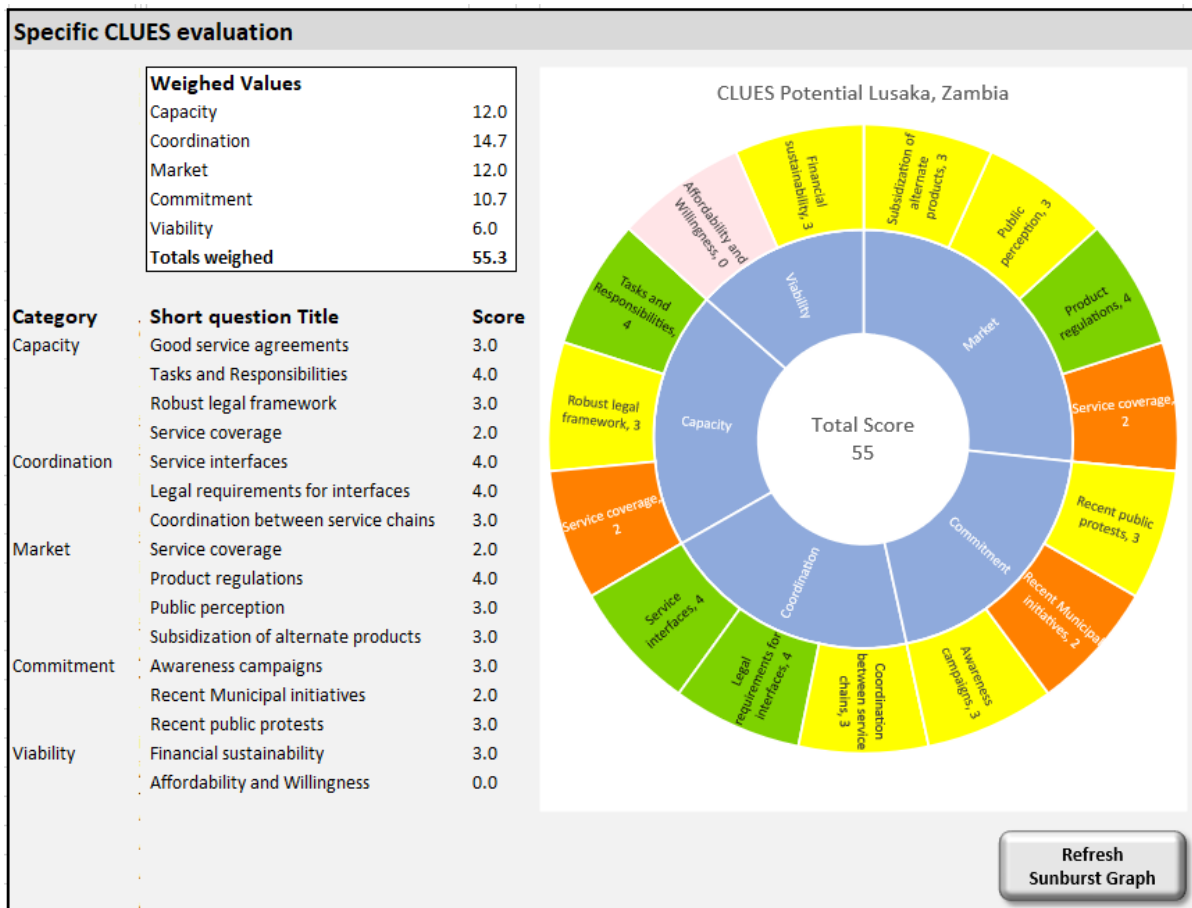 Specific CLUES evaluation
Weighed Values
Capacity 12.0
Coordination 14.7
Market 12.0
Commitment 10.7
Viability 6.0
Totals weighed 55.3
Category Short question Title Score
Capacity Good service agreements 3.0
Tasks and Responsibilities 4.0
Robust legal framework 3.0
Service coverage 2.0
Coordination Service interfaces 4.0
Legal requirements for interfaces 4.0
Coordination between service chains 3.0
Market Service coverage 2.0
Product regulations 4.0
Public perception 3.0
Subsidization of alternate products 3.0
Commitment Awareness campaigns 3.0
Recent Municipal initiatives 2.0
Recent public protests 3.0
Viability Financial sustainability 3.0
Affordability and Willingness 0.0
CLUES Potential Lusaka, Zambia
Subsidization of
alternate
products, 3
Public
perception, 3
Product
regulations, 4
Service coverage,
2
Recent public
protests, 3
Recent Municipal
initiatives, 2
Awareness
campaigns, 3
Coordination
between service
chains, 3
Legal
requirements for
interfaces, 4
Service
interfaces, 4
Service coverage,
2
Robust legal
framework, 3
Tasks and
Responsibilities,
4
Affordability and
Willingness, 0
Financial
sustainability, 3
Market
Commitment
Coordination
Capacity
Viability
Total Score
55
Refresh
Sunburst Graph